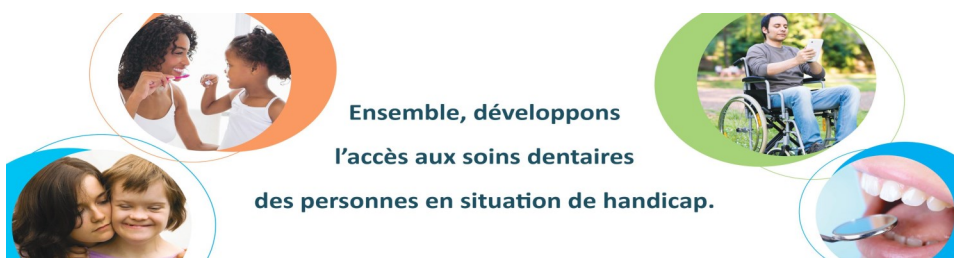 Ensemble, développons
l’accès aux soins dentaires
des personnes en situation de handicap.